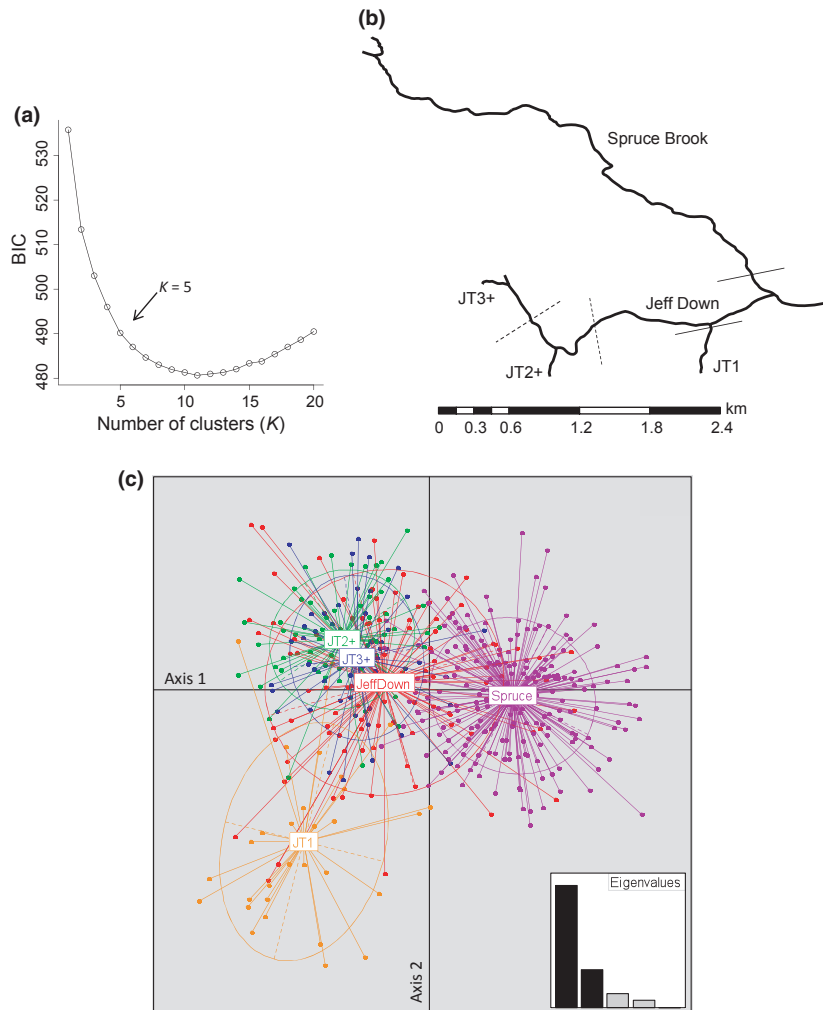 (a)
530
520
510
500
490
480
BIC
K = 5
5
10
15
20
Number of clusters (K)
(b)
Spruce Brook
JT3+
Jeff Down
JT2+
JT1
km
0 0.3 0.6 1.2 1.8 2.4
(c)
JT2+
JT3+
Axis 1
JeffDown
Spruce
JT1
Axis 2
Eigenvalues